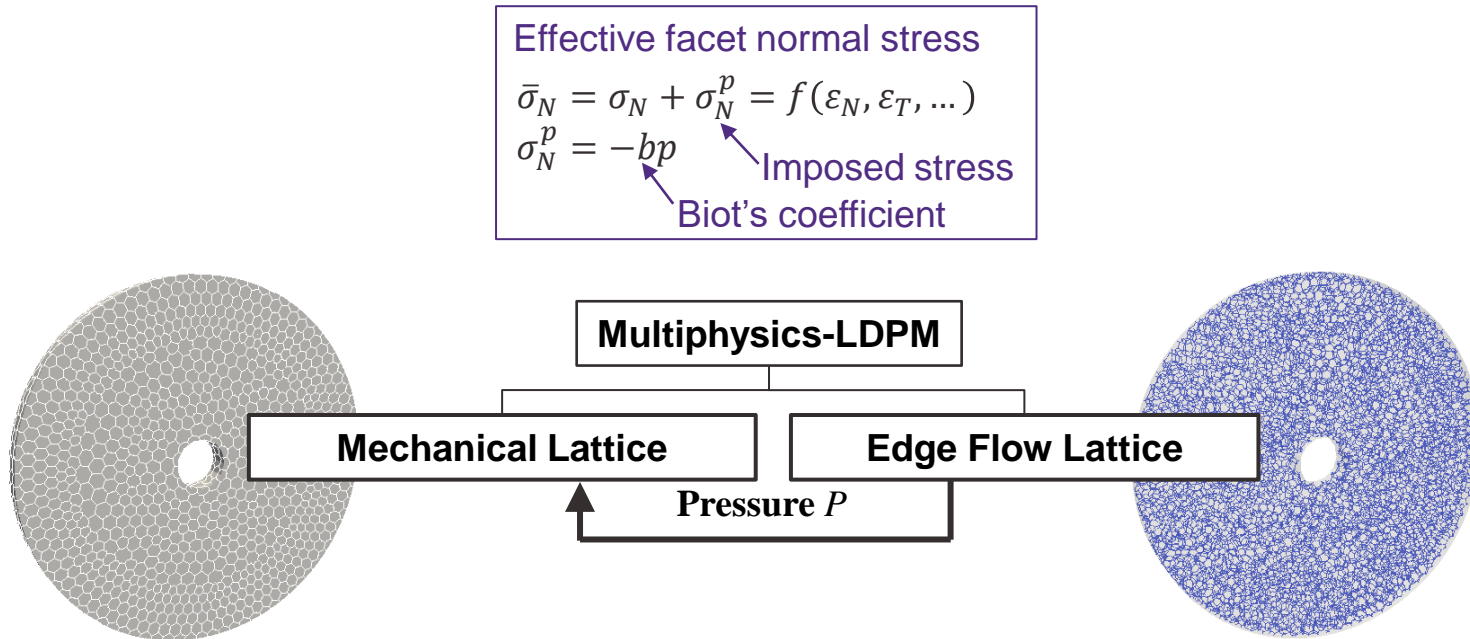 Effective facet normal stress
σ̄_N = σ_N + σ_N^p = f(ε_N, ε_T, … )
σ_N^p = −bp
Imposed stress
Biot's coefficient
Multiphysics-LDPM
Mechanical Lattice
Edge Flow Lattice
Pressure P